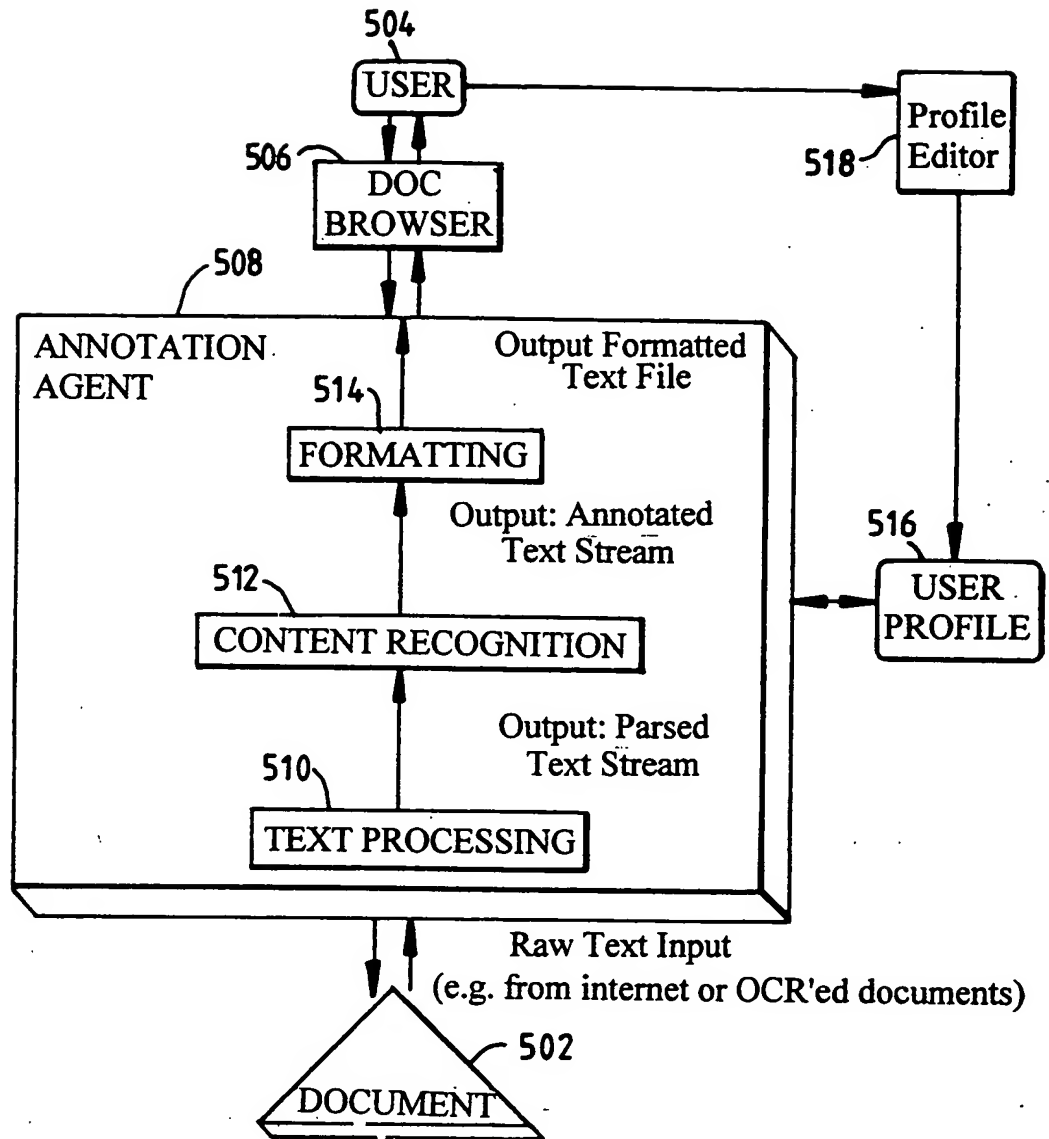 504
USER
506
DOC
BROWSER
Profile
Editor
518
508
ANNOTATION
AGENT
Output Formatted
Text File
514
FORMATTING
Output: Annotated
Text Stream
516
USER
PROFILE
512
CONTENT RECOGNITION
Output: Parsed
Text Stream
510
TEXT PROCESSING
Raw Text Input
(e.g. from internet or OCR'ed documents)
502
DOCUMENT